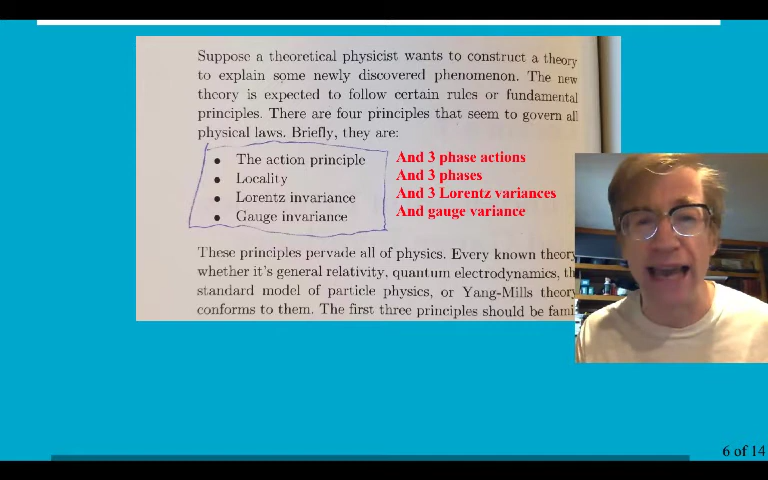 Suppose a theoretical physicist wants to construct a theory
to explain some newly discovered phenomenon. The new
theory is expected to follow certain rules or fundamental
principles. There are four principles that seem to govern all
physical laws. Briefly, they are:
• The action principle And 3 phase actions
• Locality And 3 phases
• Lorentz invariance And 3 Lorentz variances
• Gauge invariance And gauge variance
These principles pervade all of physics. Every known theory
whether it's general relativity, quantum electrodynamics, th
standard model of particle physics, or Yang-Mills theory
conforms to them. The first three principles should be fami
6 of 14